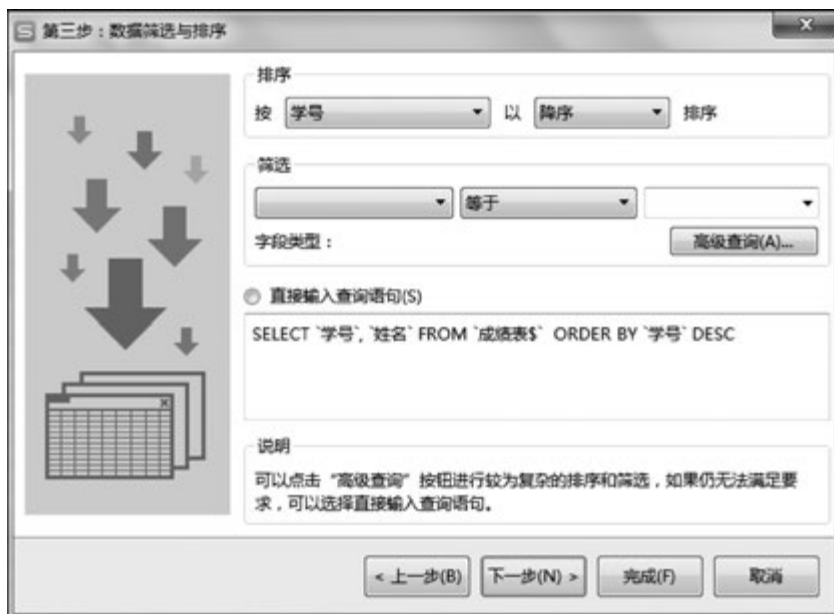 第三步：数据筛选与排序
排序
按 学号 以 降序 排序
筛选
等于
字段类型：
高级查询(A)...
直接输入查询语句(S)
SELECT `学号`, `姓名` FROM `成绩表$`  ORDER BY `学号` DESC
说明
可以点击“高级查询”按钮进行较为复杂的排序和筛选，如果仍无法满足要
求，可以选择直接输入查询语句。
< 上一步(B) 下一步(N) > 完成(F) 取消